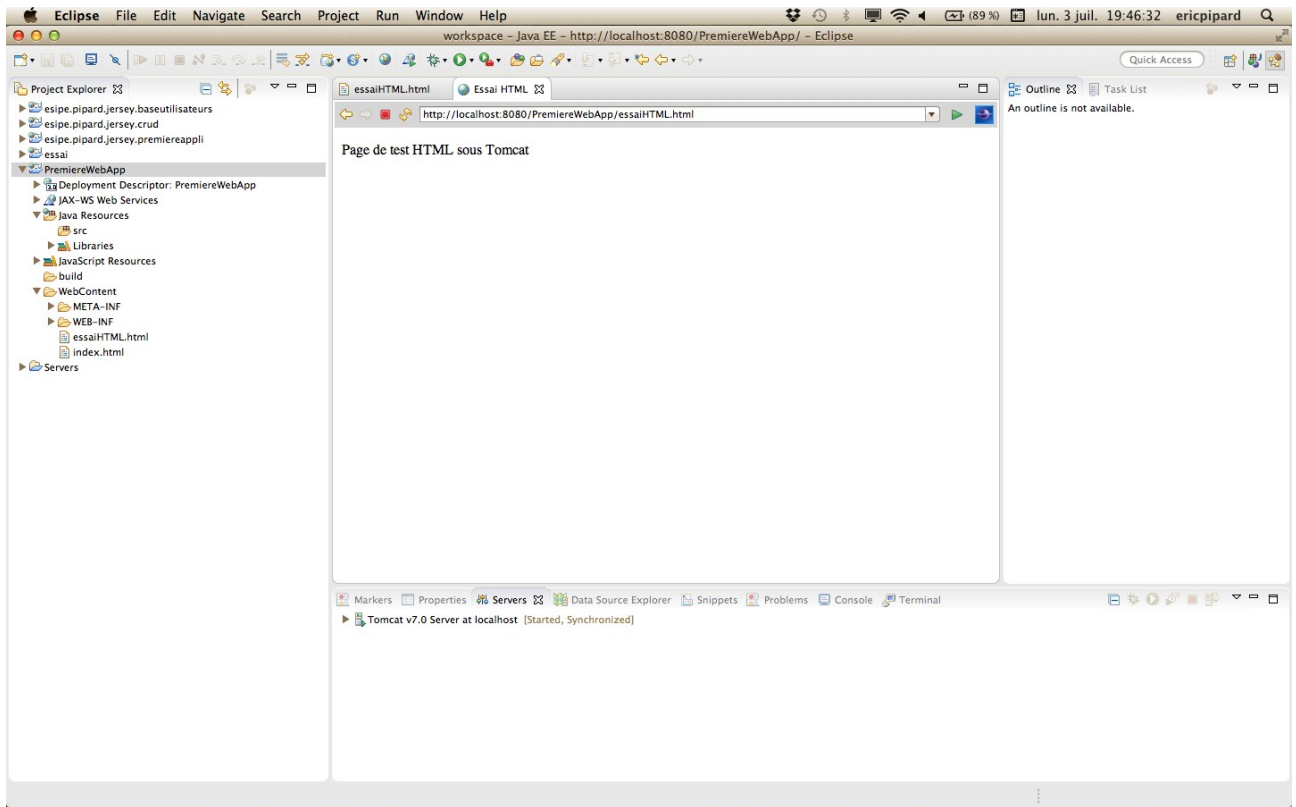 Eclipse File Edit Navigate Search Project Run Window Help (89 %) lun. 3 juil. 19:46:32 ericpipard
workspace – Java EE – http://localhost:8080/PremiereWebApp/ – Eclipse
Quick Access
Project Explorer
essaiHTML.html Essai HTML
Outline Task List
esipe.pipard.jersey.baseutilisateurs
esipe.pipard.jersey.crud
esipe.pipard.jersey.premiereappli
essai
PremiereWebApp
Deployment Descriptor: PremiereWebApp
JAX-WS Web Services
Java Resources
src
Libraries
JavaScript Resources
build
WebContent
META-INF
WEB-INF
essaiHTML.html
index.html
Servers
http://localhost:8080/PremiereWebApp/essaiHTML.html
Page de test HTML sous Tomcat
An outline is not available.
Markers Properties Servers Data Source Explorer Snippets Problems Console Terminal
Tomcat v7.0 Server at localhost [Started, Synchronized]